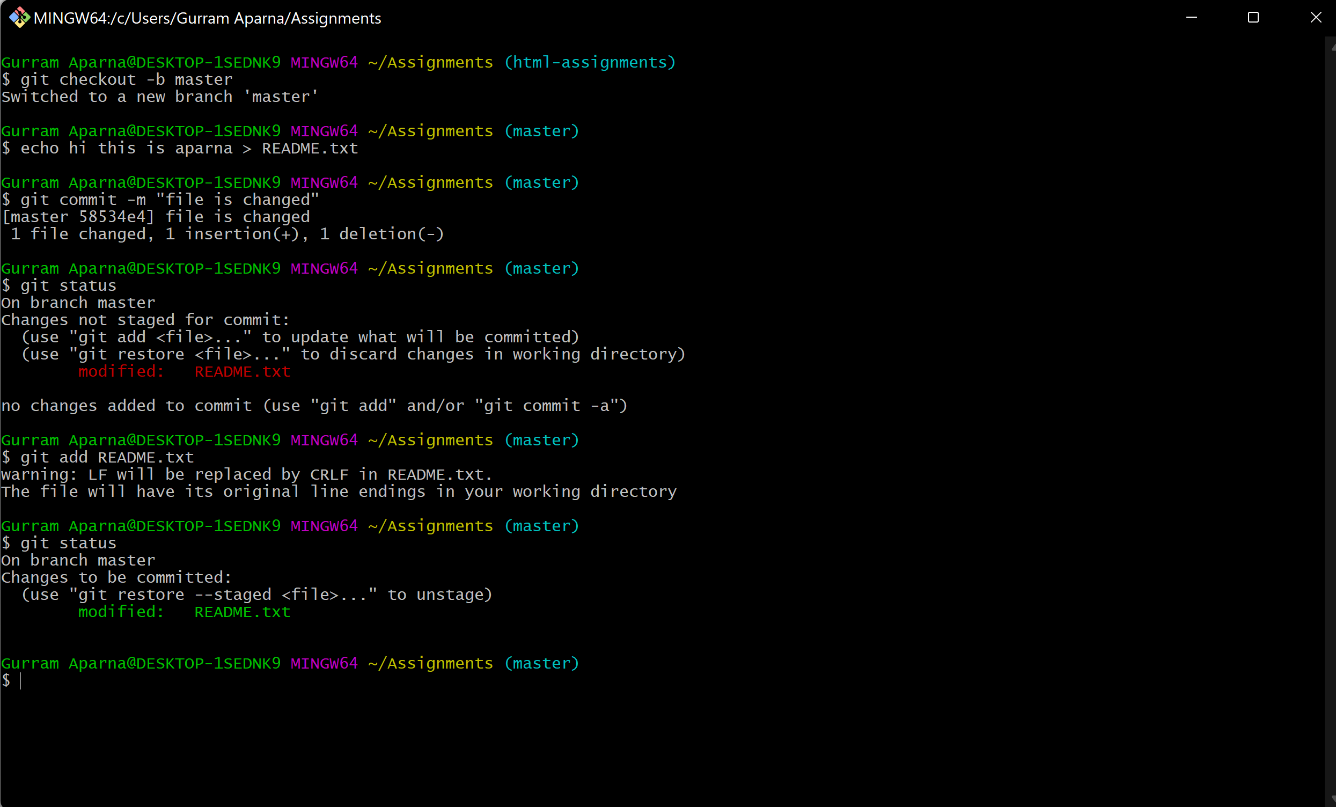 MINGW64:/c/Users/Gurram Aparna/Assignments
Gurram Aparna@DESKTOP-1SEDNK9 MINGW64 ~/Assignments (html-assignments)
$ git checkout -b master
Switched to a new branch 'master'
Gurram Aparna@DESKTOP-1SEDNK9 MINGW64 ~/Assignments (master)
$ echo hi this is aparna > README.txt
Gurram Aparna@DESKTOP-1SEDNK9 MINGW64 ~/Assignments (master)
$ git commit -m "file is changed"
[master 58534e4] file is changed
 1 file changed, 1 insertion(+), 1 deletion(-)
Gurram Aparna@DESKTOP-1SEDNK9 MINGW64 ~/Assignments (master)
$ git status
On branch master
Changes not staged for commit:
  (use "git add <file>..." to update what will be committed)
  (use "git restore <file>..." to discard changes in working directory)
        modified:   README.txt
no changes added to commit (use "git add" and/or "git commit -a")
Gurram Aparna@DESKTOP-1SEDNK9 MINGW64 ~/Assignments (master)
$ git add README.txt
warning: LF will be replaced by CRLF in README.txt.
The file will have its original line endings in your working directory
Gurram Aparna@DESKTOP-1SEDNK9 MINGW64 ~/Assignments (master)
$ git status
On branch master
Changes to be committed:
  (use "git restore --staged <file>..." to unstage)
        modified:   README.txt
Gurram Aparna@DESKTOP-1SEDNK9 MINGW64 ~/Assignments (master)
$